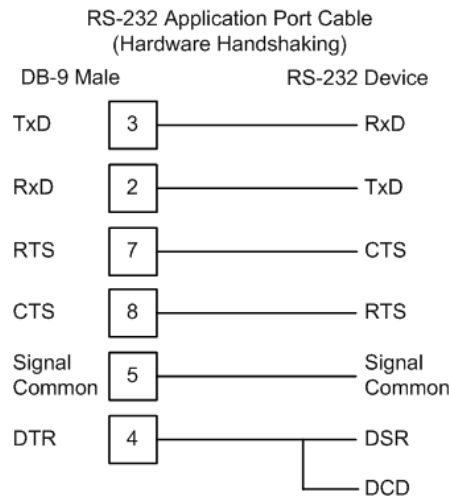 RS-232 Application Port Cable
(Hardware Handshaking)
DB-9 Male RS-232 Device
TxD 3 RxD
RxD 2 TxD
RTS 7 CTS
CTS 8 RTS
Signal
Common 5 Signal
Common
DTR 4 DSR
DCD